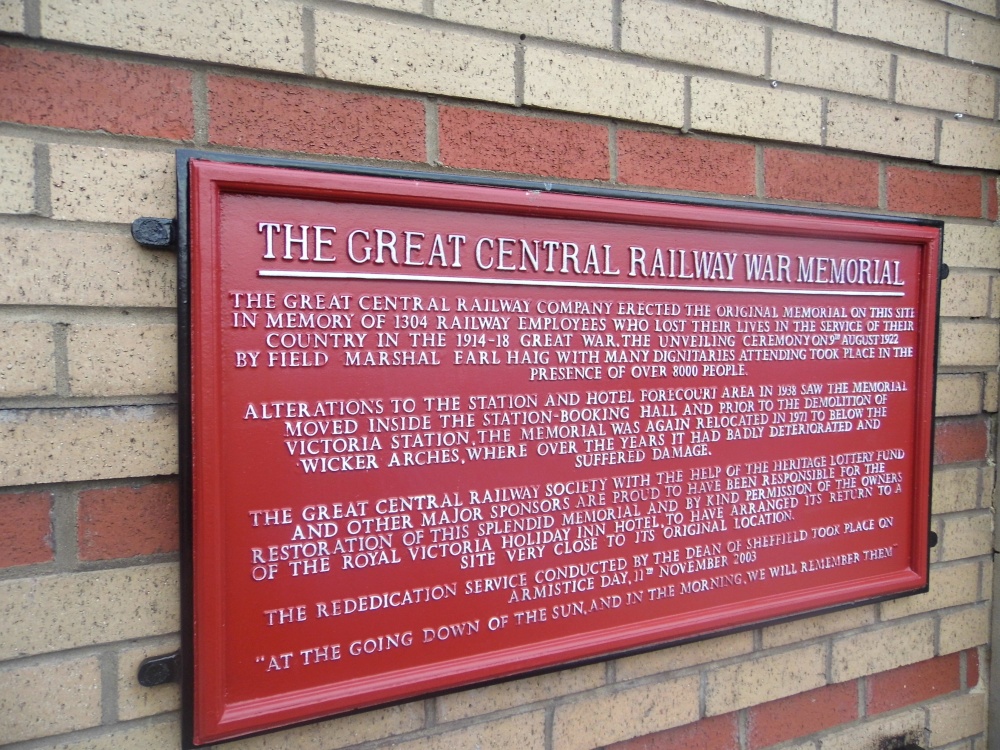 THE GREAT CENTRAL RAILWAY WAR MEMORIAL
THE GREAT CENTRAL RAILWAY COMPANY ERECTED THE ORIGINAL MEMORIAL ON THIS SITE
IN MEMORY OF 1304 RAILWAY EMPLOYEES WHO LOST THEIR LIVES IN THE SERVICE OF THEIR
COUNTRY IN THE 1914-18 GREAT WAR. THE UNVEILING CEREMONY ON 9TH AUGUST 1922
BY FIELD MARSHAL EARL HAIG WITH MANY DIGNITARIES ATTENDING TOOK PLACE IN THE
PRESENCE OF OVER 8000 PEOPLE.
ALTERATIONS TO THE STATION AND HOTEL FORECOURT AREA IN 1938 SAW THE MEMORIAL
MOVED INSIDE THE STATION-BOOKING HALL AND PRIOR TO THE DEMOLITION OF
VICTORIA STATION, THE MEMORIAL WAS AGAIN RELOCATED IN 1971 TO BELOW THE
WICKER ARCHES, WHERE OVER THE YEARS IT HAD BADLY DETERIORATED AND
SUFFERED DAMAGE.
THE GREAT CENTRAL RAILWAY SOCIETY WITH THE HELP OF THE HERITAGE LOTTERY FUND
AND OTHER MAJOR SPONSORS ARE PROUD TO HAVE BEEN RESPONSIBLE FOR THE
RESTORATION OF THIS SPLENDID MEMORIAL AND BY KIND PERMISSION OF THE OWNERS
OF THE ROYAL VICTORIA HOLIDAY INN HOTEL, TO HAVE ARRANGED ITS RETURN TO A
SITE VERY CLOSE TO ITS ORIGINAL LOCATION.
THE REDEDICATION SERVICE CONDUCTED BY THE DEAN OF SHEFFIELD TOOK PLACE ON
ARMISTICE DAY, 11TH NOVEMBER 2003
"AT THE GOING DOWN OF THE SUN, AND IN THE MORNING, WE WILL REMEMBER THEM"